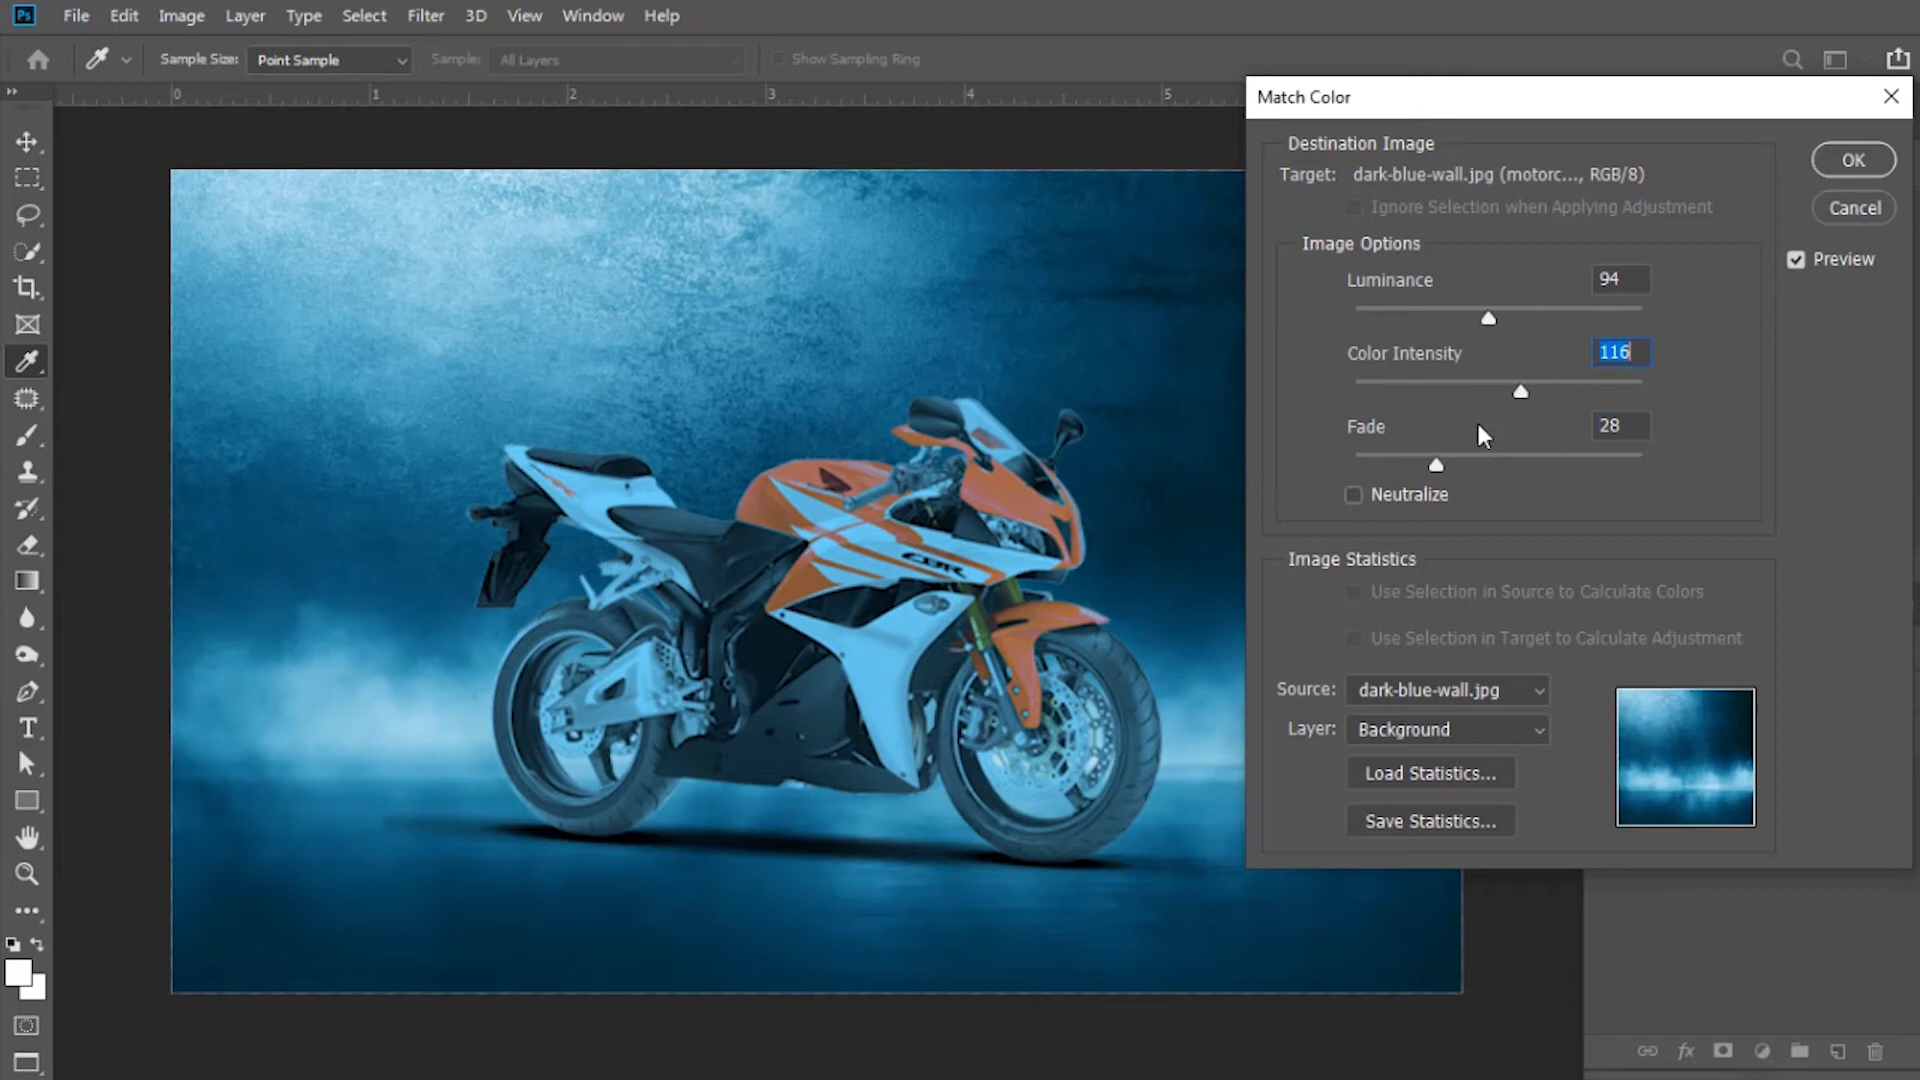 Ps File Edit Image Layer Type Select Filter 3D View Window Help
Sample Size: Point Sample Sample: All Layers Show Sampling Ring
0 1 2 3 4 5
Match Color
Destination Image
Target: dark-blue-wall.jpg (motorc..., RGB/8)
OK
Ignore Selection when Applying Adjustment
Cancel
Image Options
Preview
Luminance 94
Color Intensity 116
Fade 28
Neutralize
CBR
Image Statistics
Use Selection in Source to Calculate Colors
Use Selection in Target to Calculate Adjustment
Source: dark-blue-wall.jpg
Layer: Background
Load Statistics...
Save Statistics...
T
fx